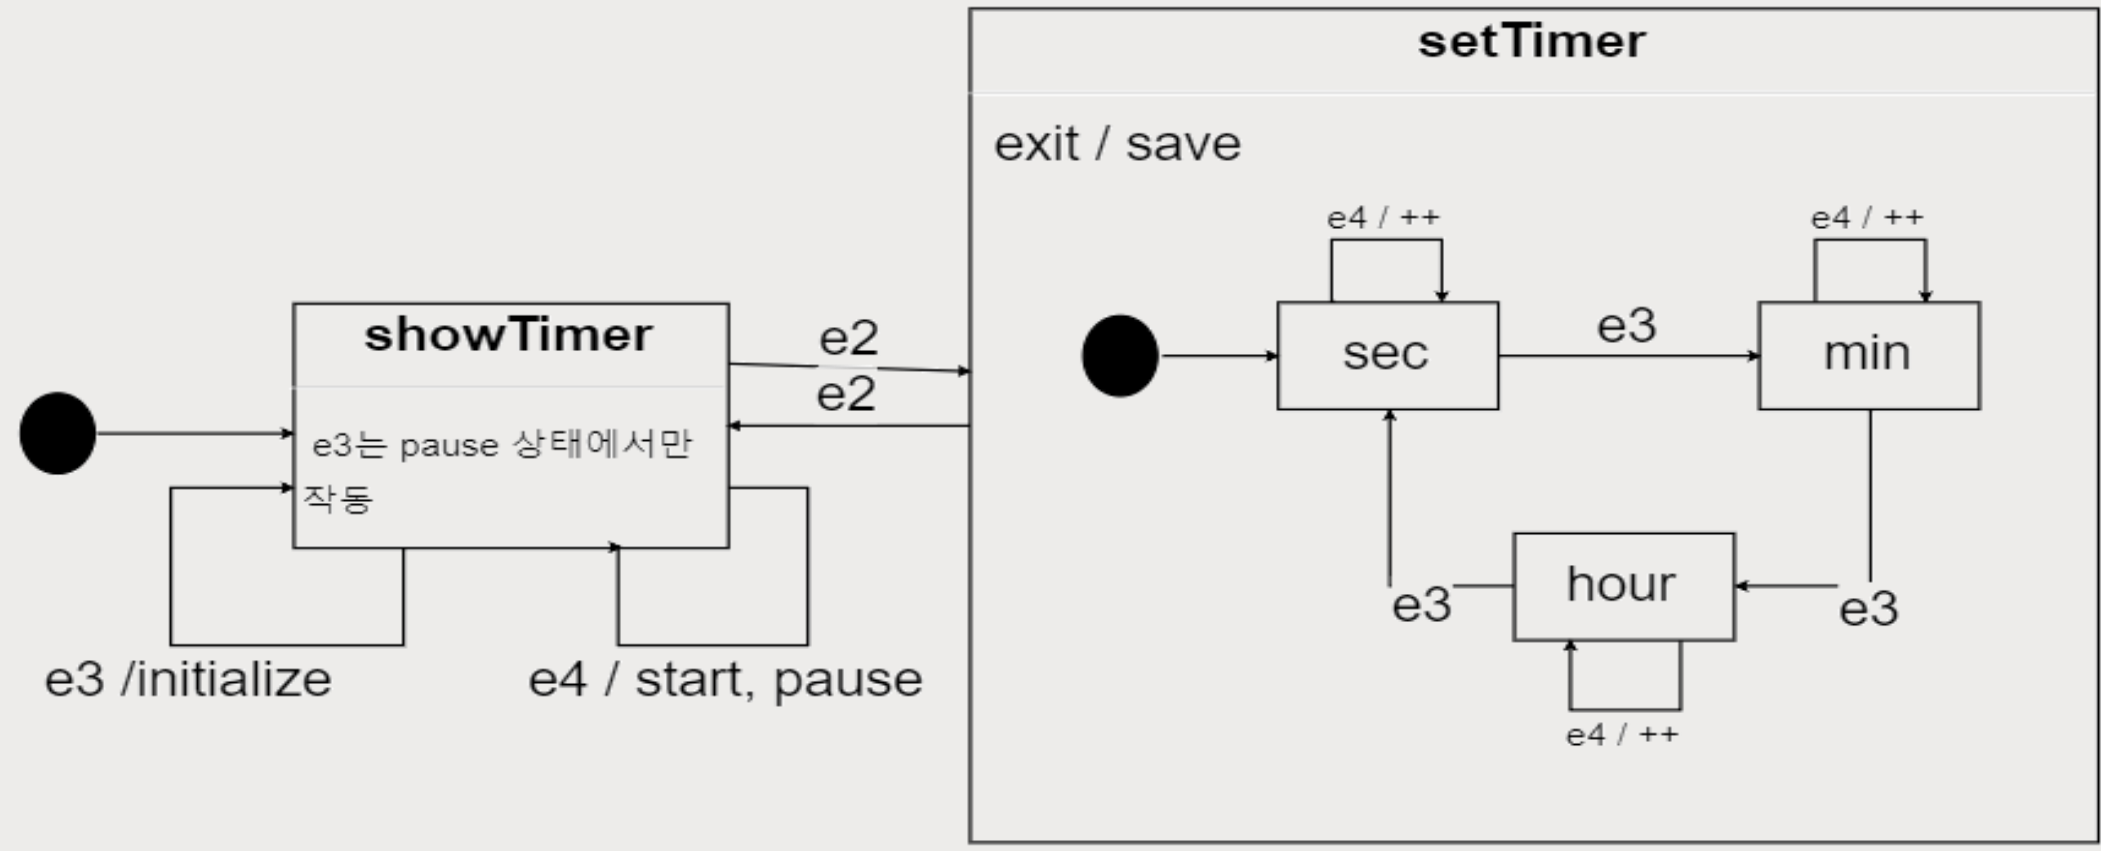 setTimer
exit / save
e4 / ++
e4 / ++
showTimer
e2
e3
sec
min
e2
e3는 pause 상태에서만
작동
hour
e3
e3
e3 /initialize
e4 / start, pause
e4 / ++